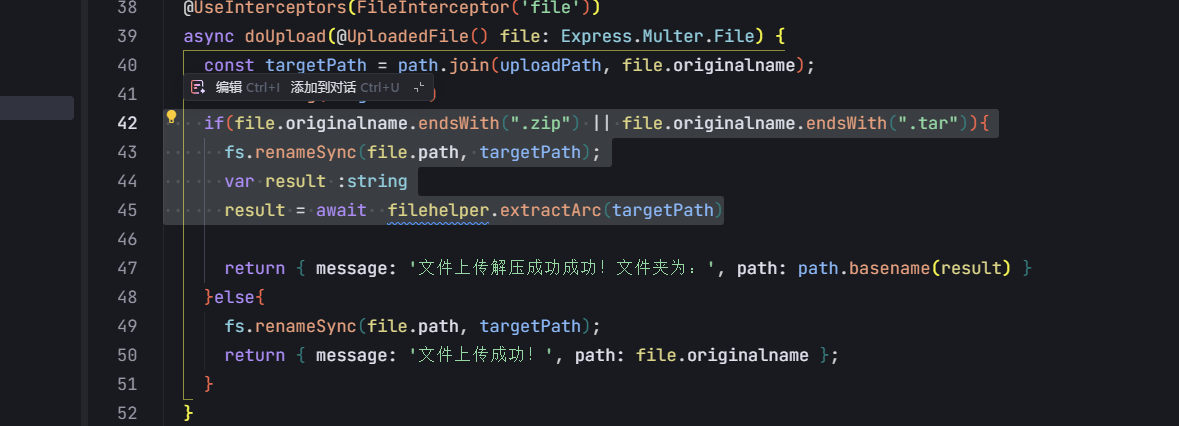 38 @UseInterceptors(FileInterceptor('file'))
39 async doUpload(@UploadedFile() file: Express.Multer.File) {
40 const targetPath = path.join(uploadPath, file.originalname);
编辑 Ctrl+I 添加到对话 Ctrl+U
41
42 if(file.originalname.endsWith(".zip") || file.originalname.endsWith(".tar")){
43 fs.renameSync(file.path, targetPath);
44 var result :string
45 result = await filehelper.extractArc(targetPath)
46
47 return { message: '文件上传解压成功成功! 文件夹为: ', path: path.basename(result) }
48 }else{
49 fs.renameSync(file.path, targetPath);
50 return { message: '文件上传成功! ', path: file.originalname };
51 }
52 }